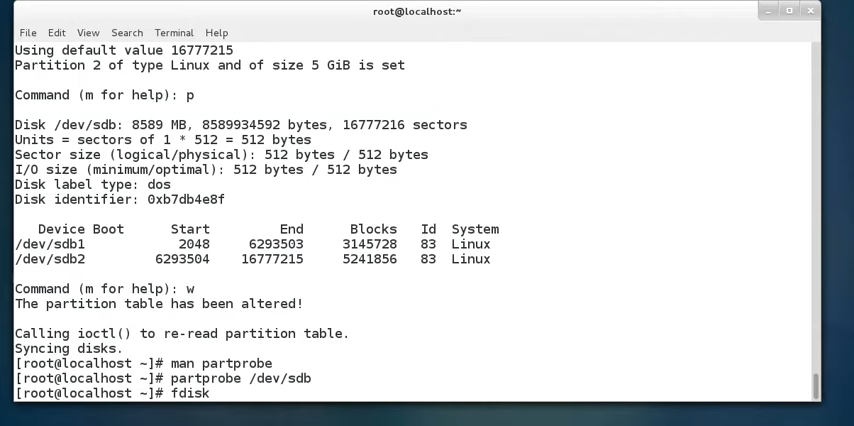 root@localhost:~
File Edit View Search Terminal Help
Using default value 16777215
Partition 2 of type Linux and of size 5 GiB is set
Command (m for help): p
Disk /dev/sdb: 8589 MB, 8589934592 bytes, 16777216 sectors
Units = sectors of 1 * 512 = 512 bytes
Sector size (logical/physical): 512 bytes / 512 bytes
I/O size (minimum/optimal): 512 bytes / 512 bytes
Disk label type: dos
Disk identifier: 0xb7db4e8f
Device Boot Start End Blocks Id System
/dev/sdb1 2048 6293503 3145728 83 Linux
/dev/sdb2 6293504 16777215 5241856 83 Linux
Command (m for help): w
The partition table has been altered!
Calling ioctl() to re-read partition table.
Syncing disks.
[root@localhost ~]# man partprobe
[root@localhost ~]# partprobe /dev/sdb
[root@localhost ~]# fdisk